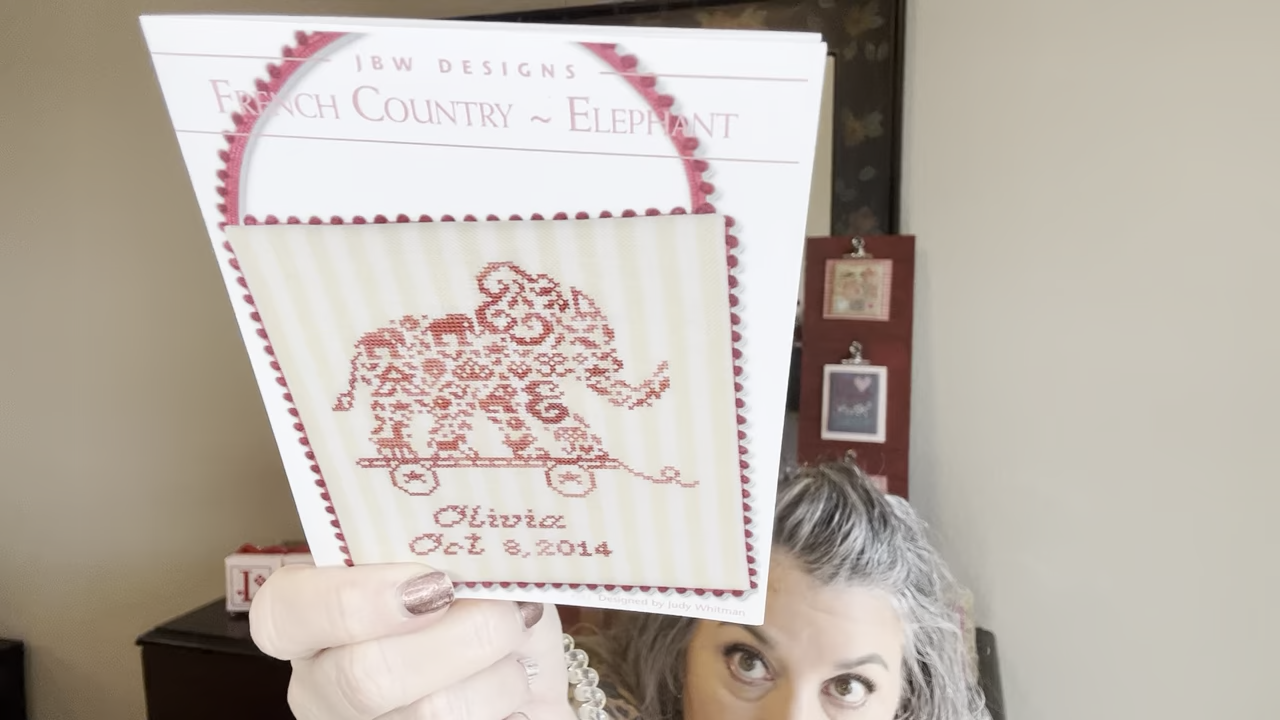 JBW DESIGNS
FRENCH COUNTRY ~ ELEPHANT
Olivia
Oct 8, 2014
Designed by Judy Whitman